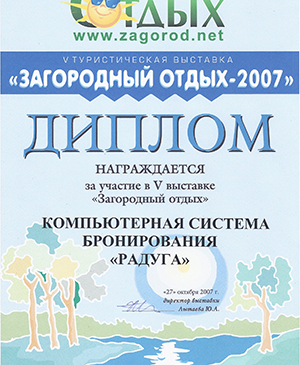 ОТДЫХ
www.zagorod.net
V ТУРИСТИЧЕСКАЯ ВЫСТАВКА
«ЗАГОРОДНЫЙ ОТДЫХ-2007»
ДИПЛОМ
НАГРАЖДАЕТСЯ
за участие в V выставке
«Загородный отдых»
КОМПЬЮТЕРНАЯ СИСТЕМА
БРОНИРОВАНИЯ
«РАДУГА»
«27» октября 2007 г.
директор выставки